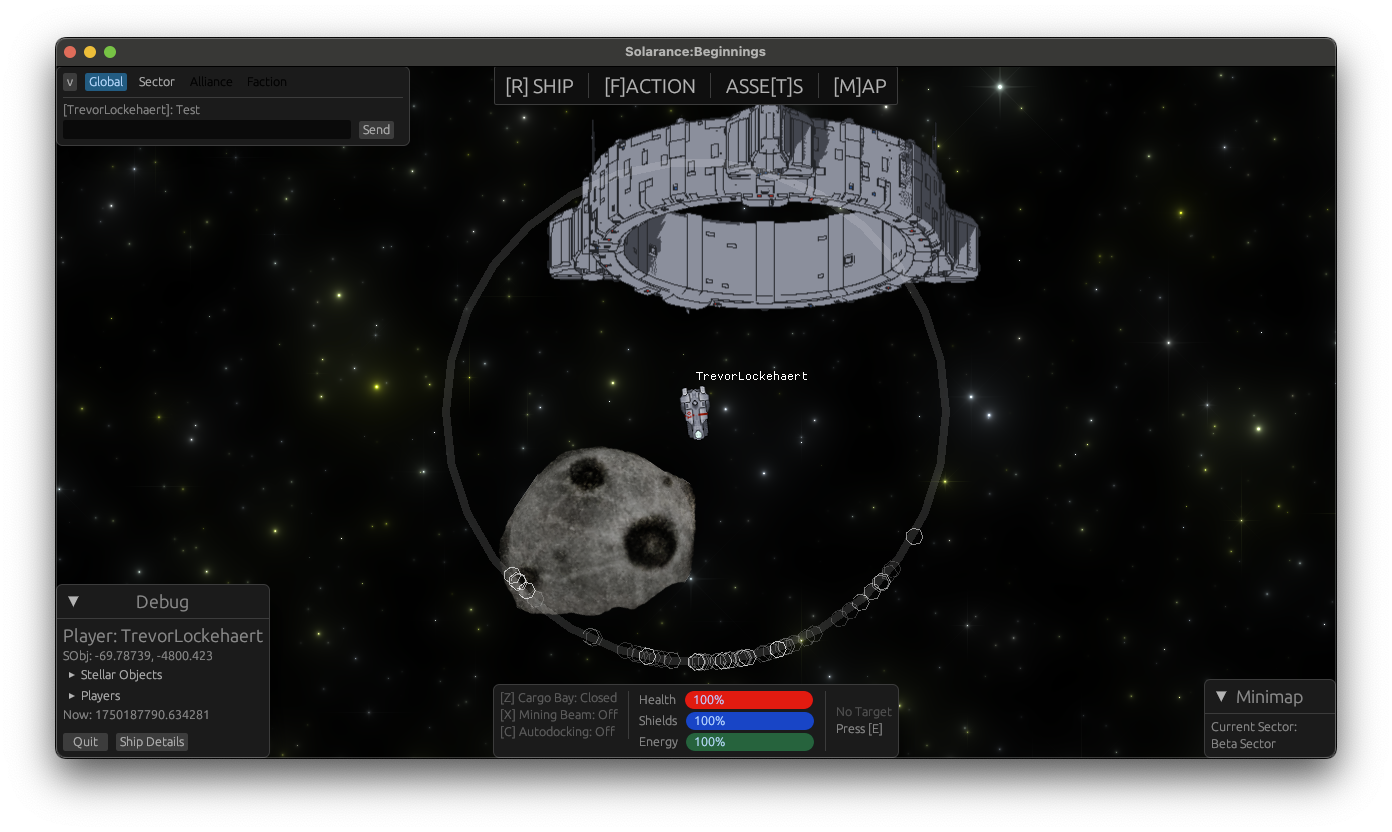 Solarance:Beginnings
v Global Sector Alliance Faction
[TrevorLockehaert]: Test
Send
[R] SHIP [F]ACTION ASSE[T]S [M]AP
TrevorLockehaert
▼ Debug
Player: TrevorLockehaert
SObj: -69.78739, -4800.423
▸ Stellar Objects
▸ Players
Now: 1750187790.634281
Quit Ship Details
[Z] Cargo Bay: Closed
[X] Mining Beam: Off
[C] Autodocking: Off
Health 100%
Shields 100%
Energy 100%
No Target
Press [E]
▼ Minimap
Current Sector:
Beta Sector